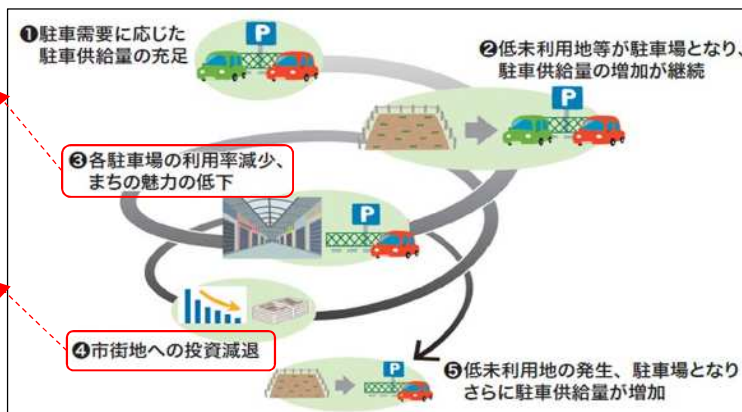 ❶駐車需要に応じた
駐車供給量の充足
P
❷低未利用地等が駐車場となり、
駐車供給量の増加が継続
P
❸各駐車場の利用率減少、
まちの魅力の低下
P
❹市街地への投資減退
P
❺低未利用地の発生、駐車場となり
さらに駐車供給量が増加